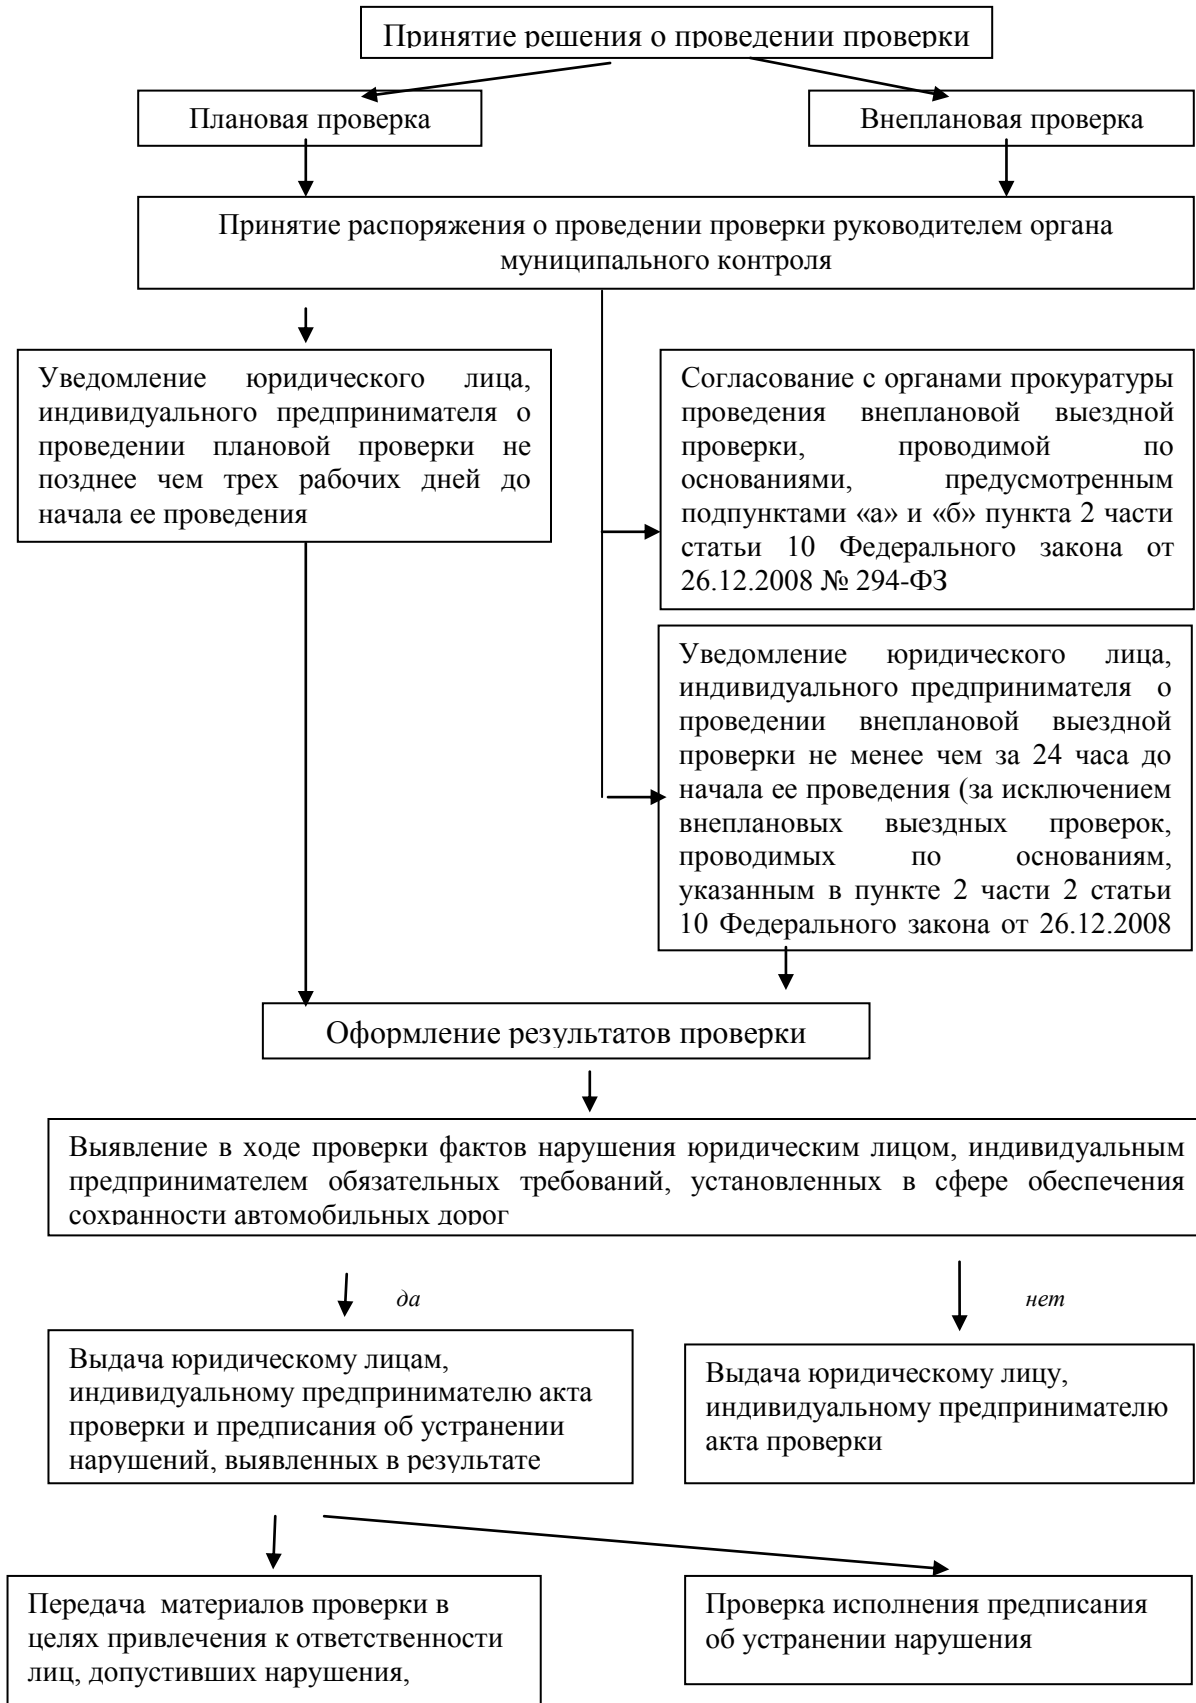 Принятие решения о проведении проверки
Плановая проверка
Внеплановая проверка
Принятие распоряжения о проведении проверки руководителем органа
муниципального контроля
Уведомление юридического лица,
индивидуального предпринимателя о
проведении плановой проверки не
позднее чем трех рабочих дней до
начала ее проведения
Согласование с органами прокуратуры
проведения внеплановой выездной
проверки, проводимой по
основаниями, предусмотренным
подпунктами «а» и «б» пункта 2 части
статьи 10 Федерального закона от
26.12.2008 № 294-ФЗ
Уведомление юридического лица,
индивидуального предпринимателя о
проведении внеплановой выездной
проверки не менее чем за 24 часа до
начала ее проведения (за исключением
внеплановых выездных проверок,
проводимых по основаниям,
указанным в пункте 2 части 2 статьи
10 Федерального закона от 26.12.2008
Оформление результатов проверки
Выявление в ходе проверки фактов нарушения юридическим лицом, индивидуальным
предпринимателем обязательных требований, установленных в сфере обеспечения
сохранности автомобильных дорог
да
нет
Выдача юридическому лицам,
индивидуальному предпринимателю акта
проверки и предписания об устранении
нарушений, выявленных в результате
Выдача юридическому лицу,
индивидуальному предпринимателю
акта проверки
Передача материалов проверки в
целях привлечения к ответственности
лиц, допустивших нарушения,
Проверка исполнения предписания
об устранении нарушения